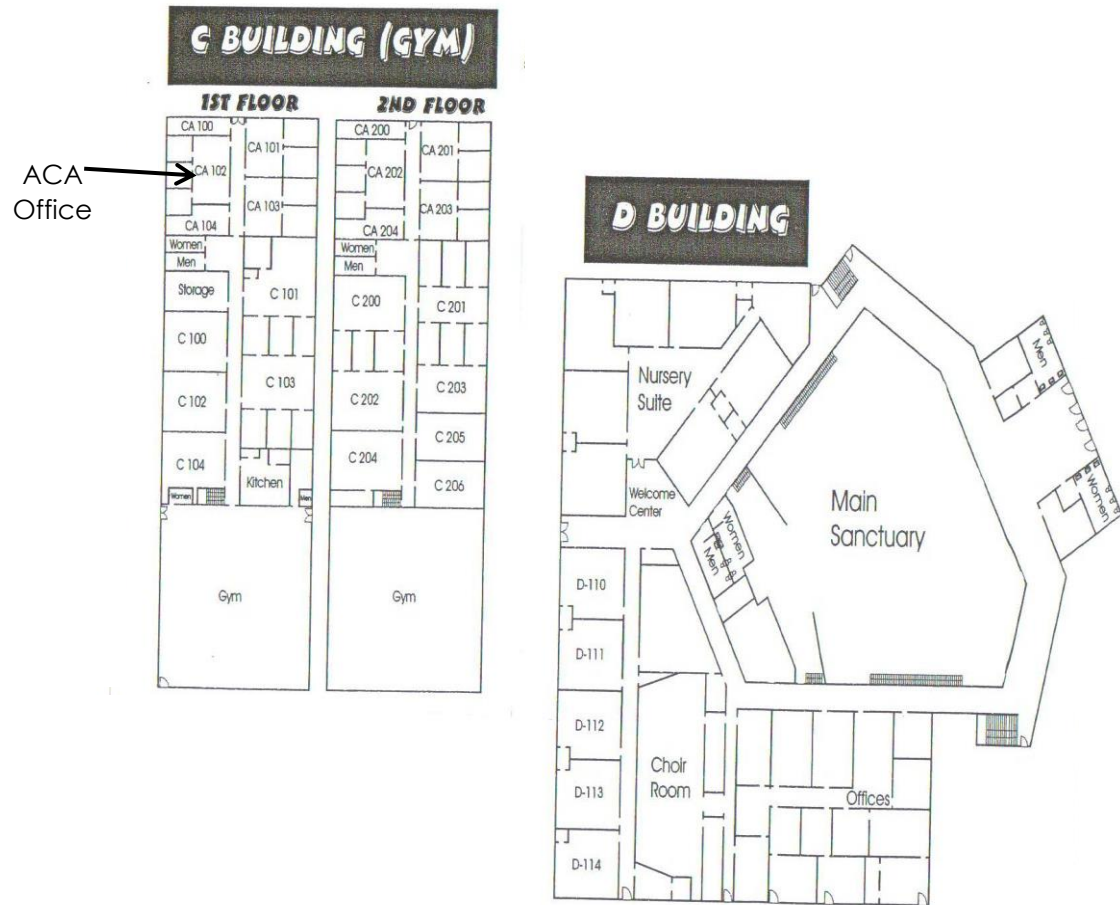 C BUILDING (GYM)
1ST FLOOR
2ND FLOOR
ACA
Office
CA 100
CA 101
CA 102
CA 103
CA 104
Women
Men
Storage
C 101
C 100
C 103
C 102
C 104
Kitchen
Women
Men
Gym
CA 200
CA 201
CA 202
CA 203
CA 204
Women
Men
C 200
C 201
C 203
C 202
C 205
C 204
C 206
Gym
D BUILDING
Nursery
Suite
Men
Welcome
Center
Women
Main
Sanctuary
Women
Men
D-110
D-111
D-112
D-113
D-114
Choir
Room
Offices